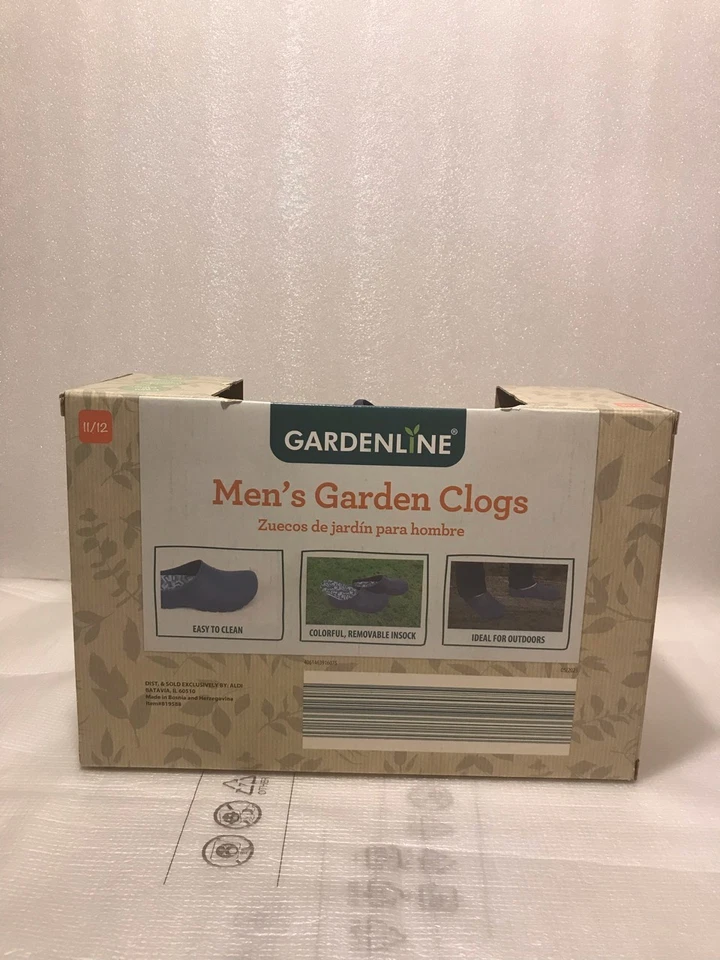 11/12
GARDENLINE®
Men's Garden Clogs
Zuecos de jardín para hombre
EASY TO CLEAN
COLORFUL, REMOVABLE INSOCK
IDEAL FOR OUTDOORS
DIST. & SOLD EXCLUSIVELY BY: ALDI
BATAVIA, IL 60510
Made in Bosnia and Herzegovina